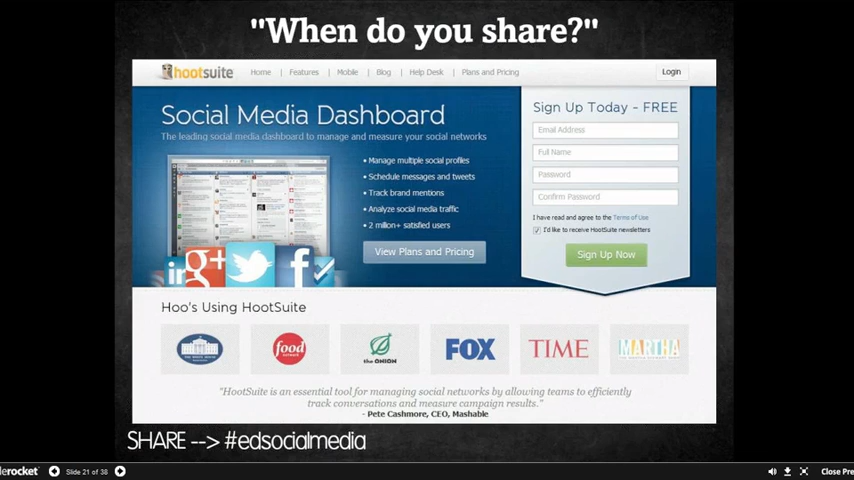 "When do you share?"
hootsuite
Home | Features | Mobile | Blog | Help Desk | Plans and Pricing
Login
Social Media Dashboard
The leading social media dashboard to manage and measure your social networks
• Manage multiple social profiles
• Schedule messages and tweets
• Track brand mentions
• Analyze social media traffic
• 2 million+ satisfied users
View Plans and Pricing
in g+ f
Sign Up Today - FREE
Email Address
Full Name
Password
Confirm Password
I have read and agree to the Terms of Use
I'd like to receive HootSuite newsletters
Sign Up Now
Hoo's Using HootSuite
THE WHITE HOUSE
food network
the ONION
FOX
TIME
MARTHA
"HootSuite is an essential tool for managing social networks by allowing teams to efficiently
track conversations and measure campaign results."
- Pete Cashmore, CEO, Mashable
SHARE --> #edsocialmedia
lerocket
Slide 21 of 38
Close Pre